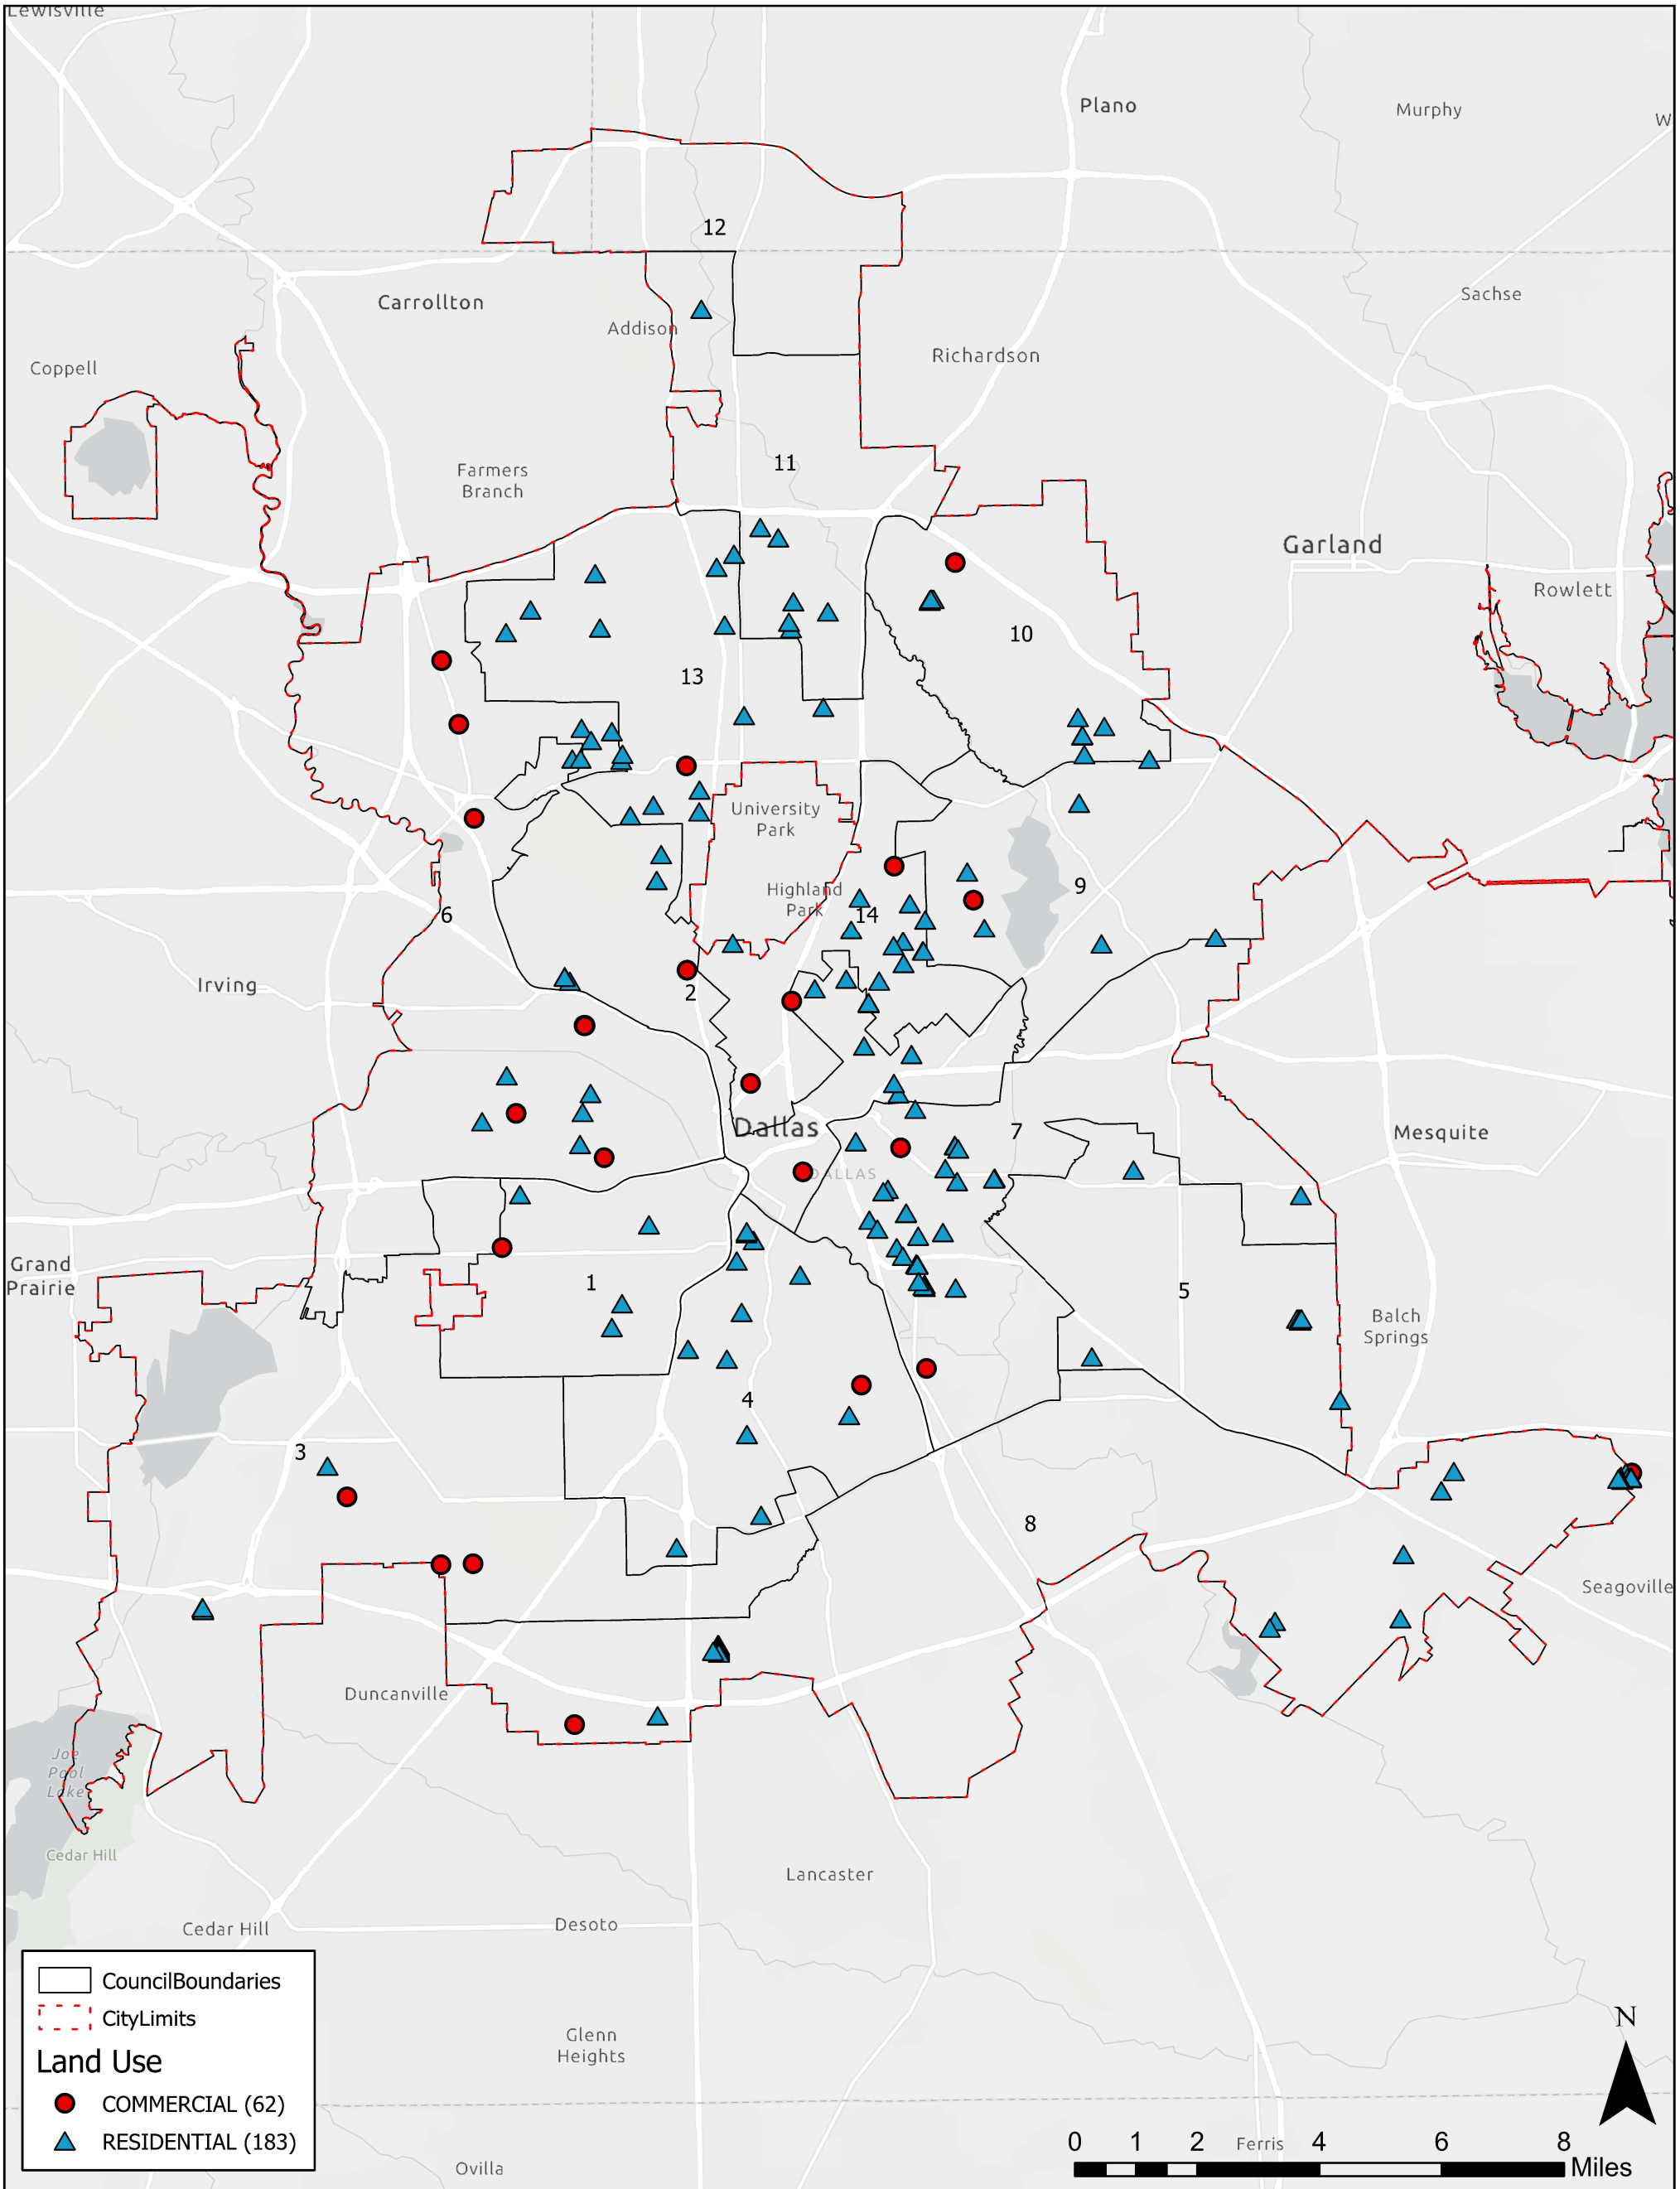 Lewisville
Plano
Murphy
W
12
Carrollton
Sachse
Addison
Richardson
Coppell
11
Farmers
Branch
Garland
Rowlett
10
13
University
Park
Highland
Park
14
9
6
Irving
2
Dallas
7
Mesquite
DALLAS
Grand
Prairie
1
5
Balch
Springs
4
3
8
Seagoville
Duncanville
Joe
Pool
Lake
Cedar Hill
Lancaster
Cedar Hill
Desoto
CouncilBoundaries
CityLimits
Land Use
COMMERCIAL (62)
RESIDENTIAL (183)
Glenn
Heights
N
Ovilla
Ferris
0 1 2 4 6 8
Miles